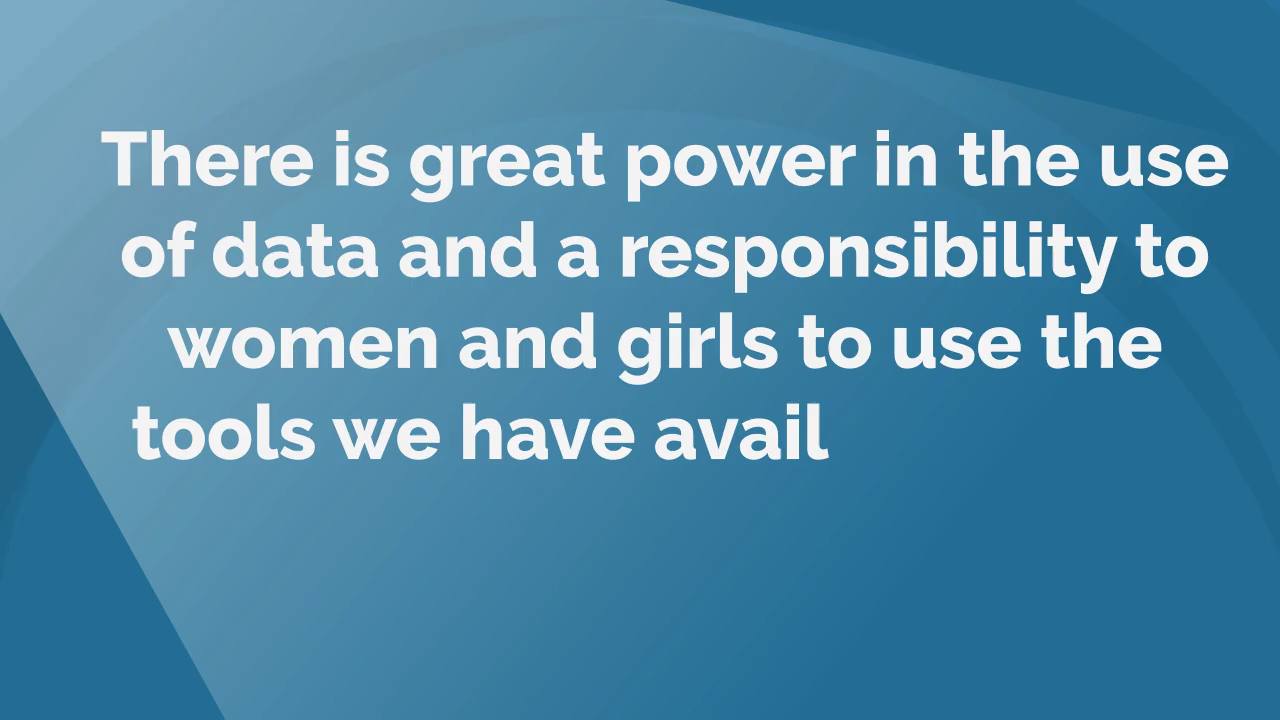 There is great power in the use
of data and a responsibility to
women and girls to use the
tools we have avail